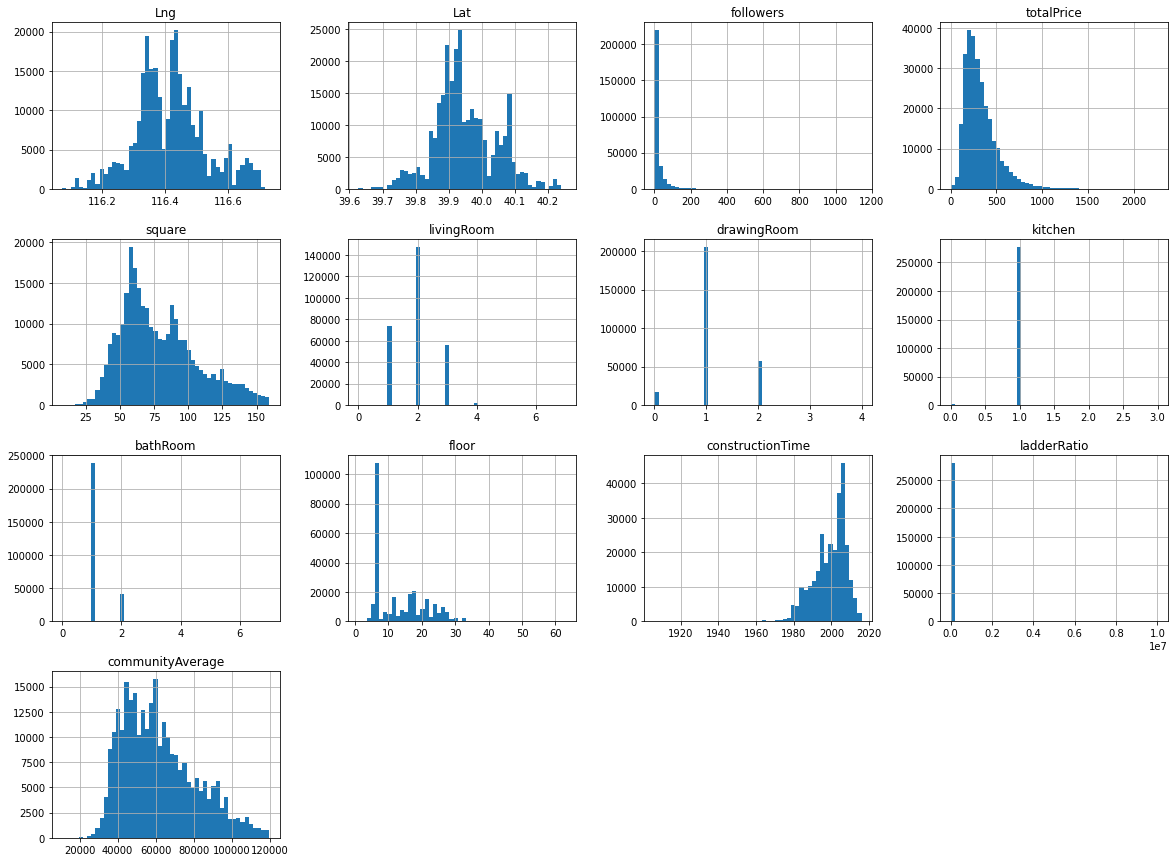 Lng
20000
17500
15000
12500
10000
7500
5000
2500
0
116.2 116.4 116.6
Lat
25000
20000
15000
10000
5000
0
39.6 39.7 39.8 39.9 40.0 40.1 40.2
followers
200000
150000
100000
50000
0
0 200 400 600 800 1000 1200
totalPrice
40000
30000
20000
10000
0
0 500 1000 1500 2000
square
20000
15000
10000
5000
0
25 50 75 100 125 150
livingRoom
140000
120000
100000
80000
60000
40000
20000
0
0 2 4 6
drawingRoom
200000
150000
100000
50000
0
0 1 2 3 4
kitchen
250000
200000
150000
100000
50000
0
0.0 0.5 1.0 1.5 2.0 2.5 3.0
bathRoom
250000
200000
150000
100000
50000
0
0 2 4 6
floor
100000
80000
60000
40000
20000
0
0 10 20 30 40 50 60
constructionTime
40000
30000
20000
10000
0
1920 1940 1960 1980 2000 2020
ladderRatio
250000
200000
150000
100000
50000
0
0.0 0.2 0.4 0.6 0.8 1.0
1e7
communityAverage
15000
12500
10000
7500
5000
2500
0
20000 40000 60000 80000 100000 120000